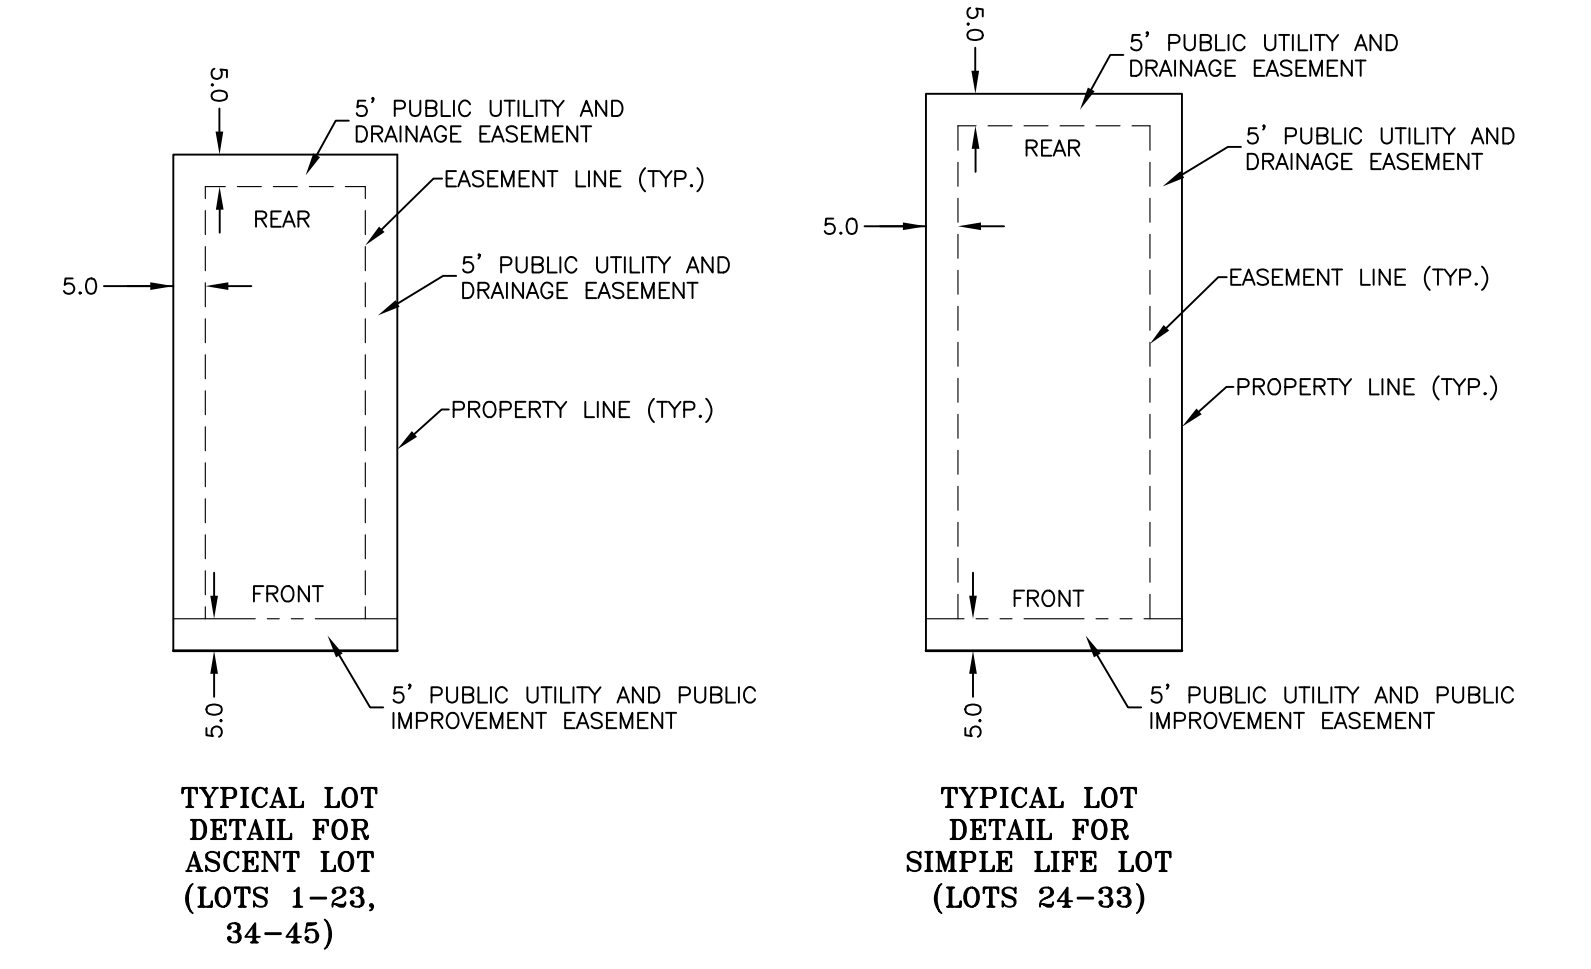 5.0
5' PUBLIC UTILITY AND
DRAINAGE EASEMENT
EASEMENT LINE (TYP.)
REAR
5' PUBLIC UTILITY AND
DRAINAGE EASEMENT
5.0
PROPERTY LINE (TYP.)
FRONT
5' PUBLIC UTILITY AND PUBLIC
IMPROVEMENT EASEMENT
5.0
TYPICAL LOT
DETAIL FOR
ASCENT LOT
(LOTS 1-23,
34-45)
5.0
5' PUBLIC UTILITY AND
DRAINAGE EASEMENT
REAR
5' PUBLIC UTILITY AND
DRAINAGE EASEMENT
5.0
EASEMENT LINE (TYP.)
PROPERTY LINE (TYP.)
FRONT
5' PUBLIC UTILITY AND PUBLIC
IMPROVEMENT EASEMENT
5.0
TYPICAL LOT
DETAIL FOR
SIMPLE LIFE LOT
(LOTS 24-33)